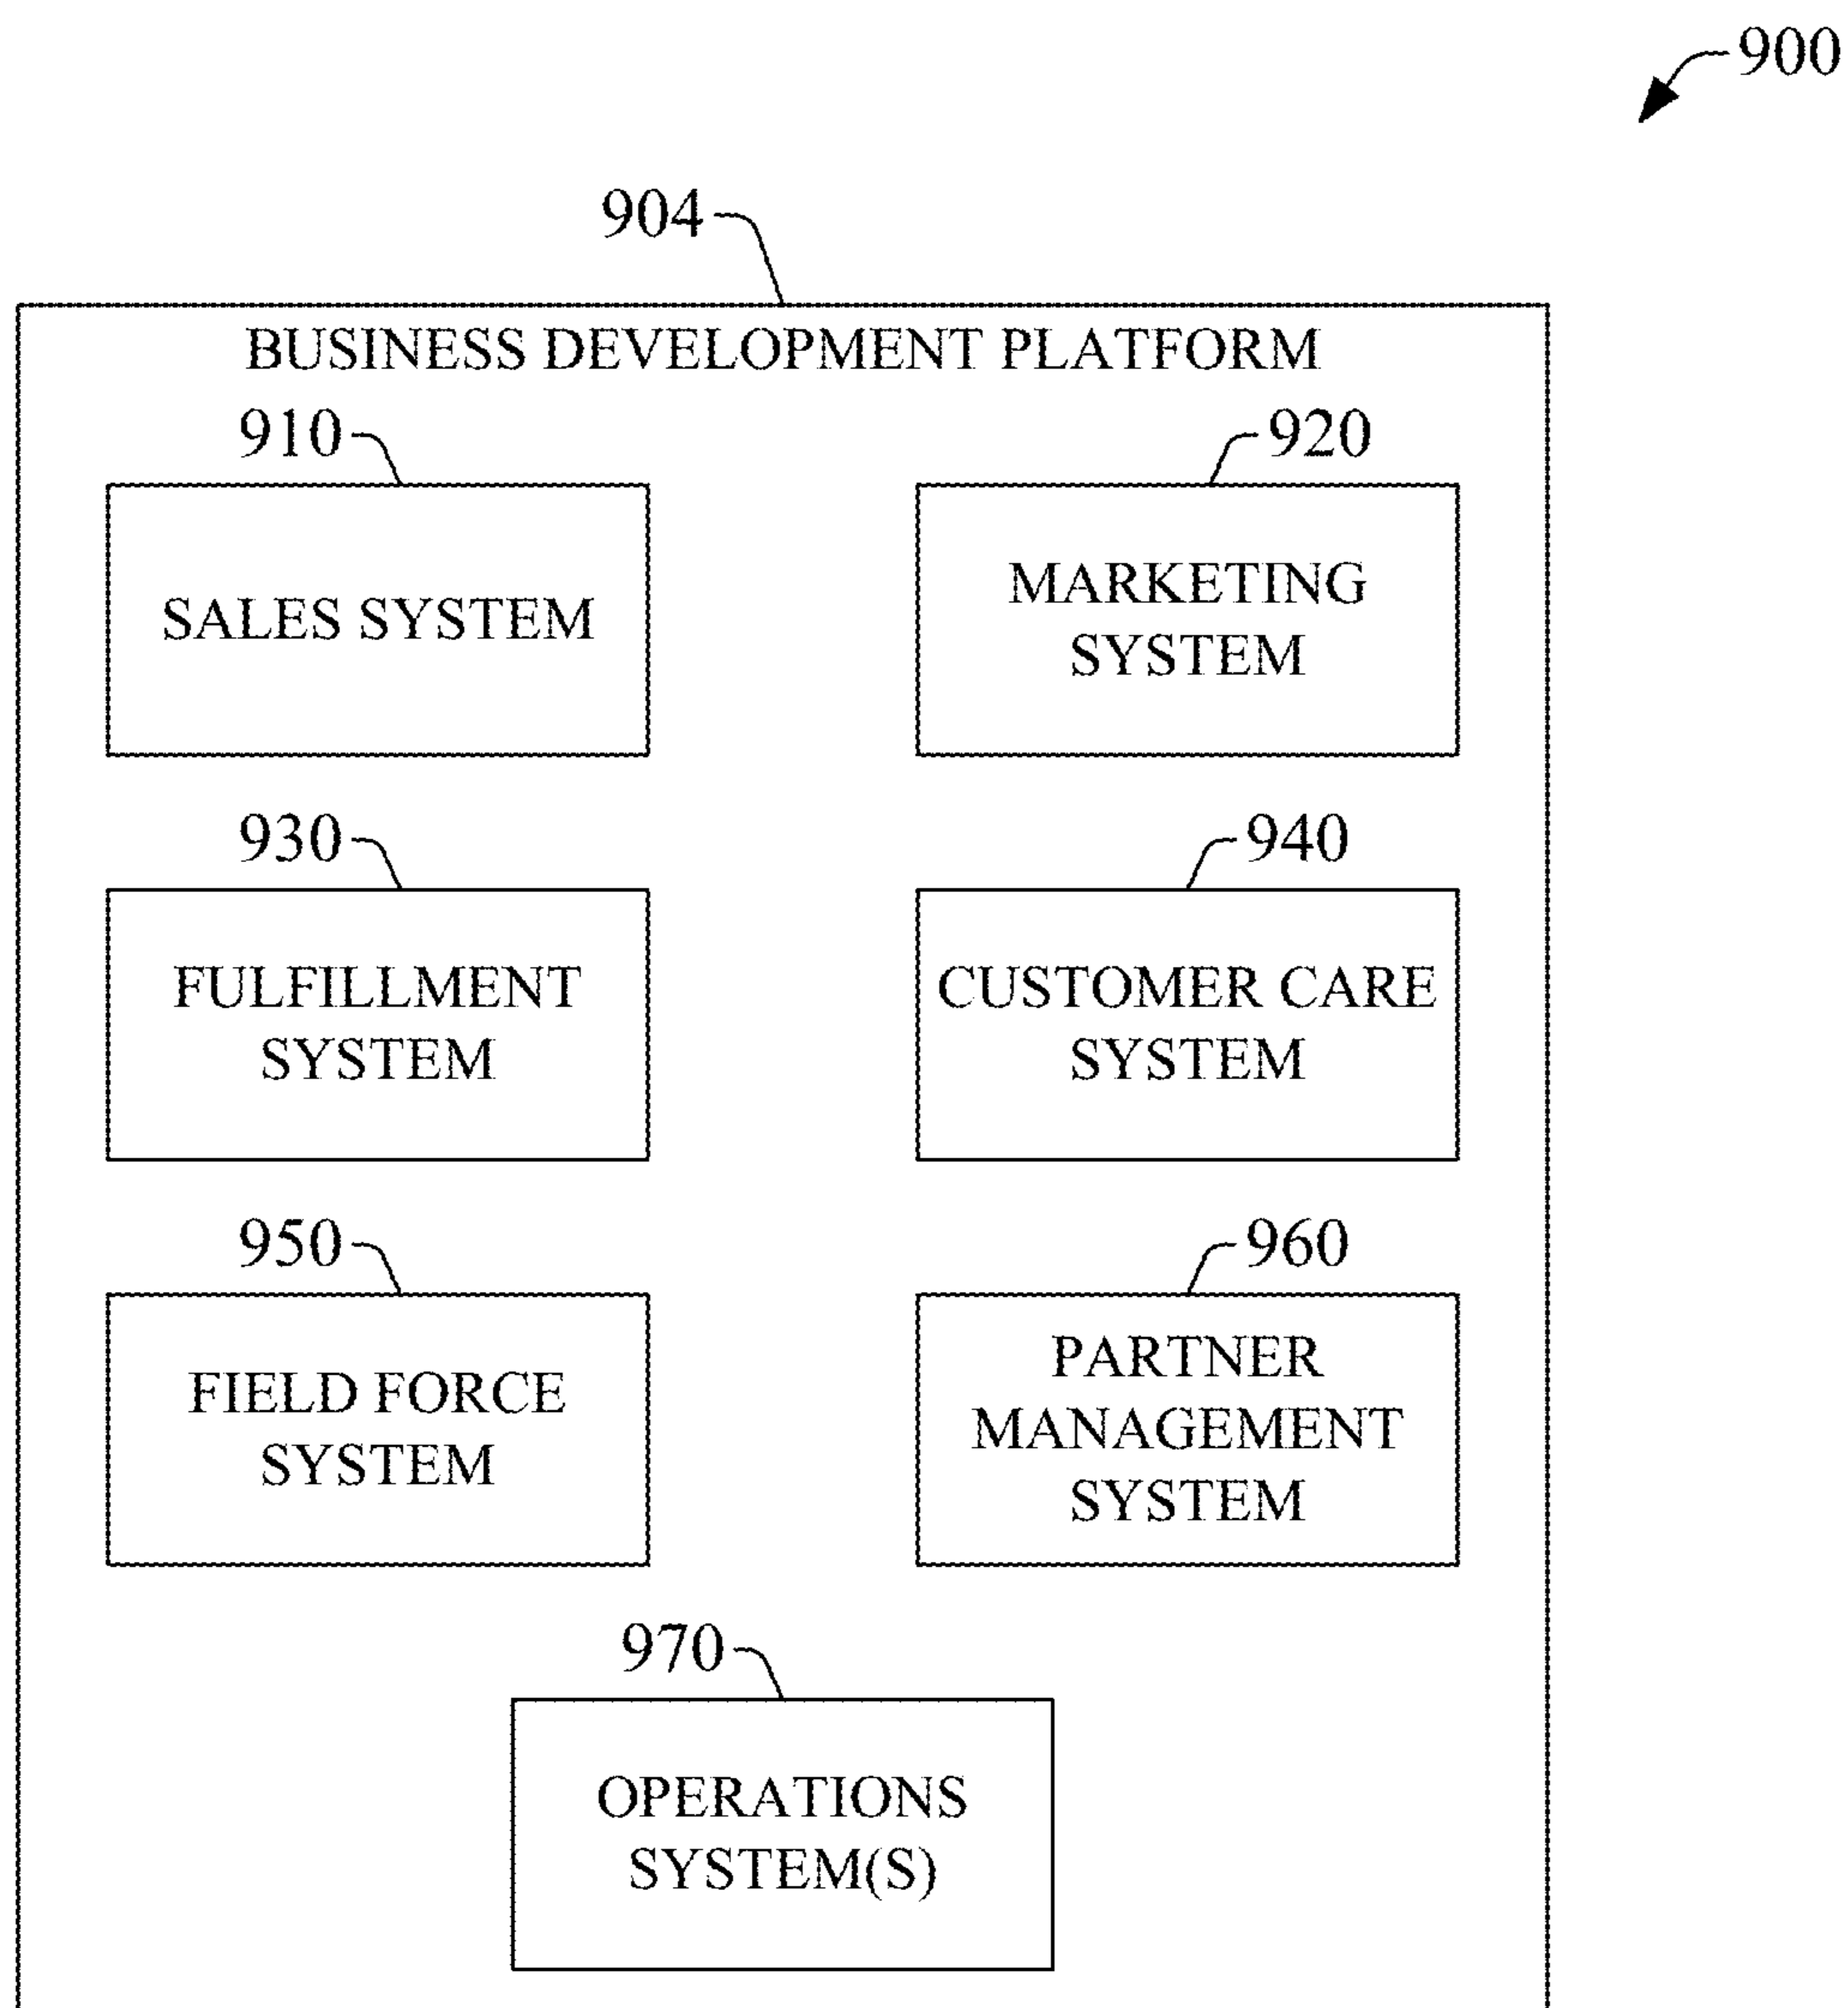 900
904
BUSINESS DEVELOPMENT PLATFORM
910
920
SALES SYSTEM
MARKETING
SYSTEM
930
940
FULFILLMENT
SYSTEM
CUSTOMER CARE
SYSTEM
950
960
FIELD FORCE
SYSTEM
PARTNER
MANAGEMENT
SYSTEM
970
OPERATIONS
SYSTEM(S)